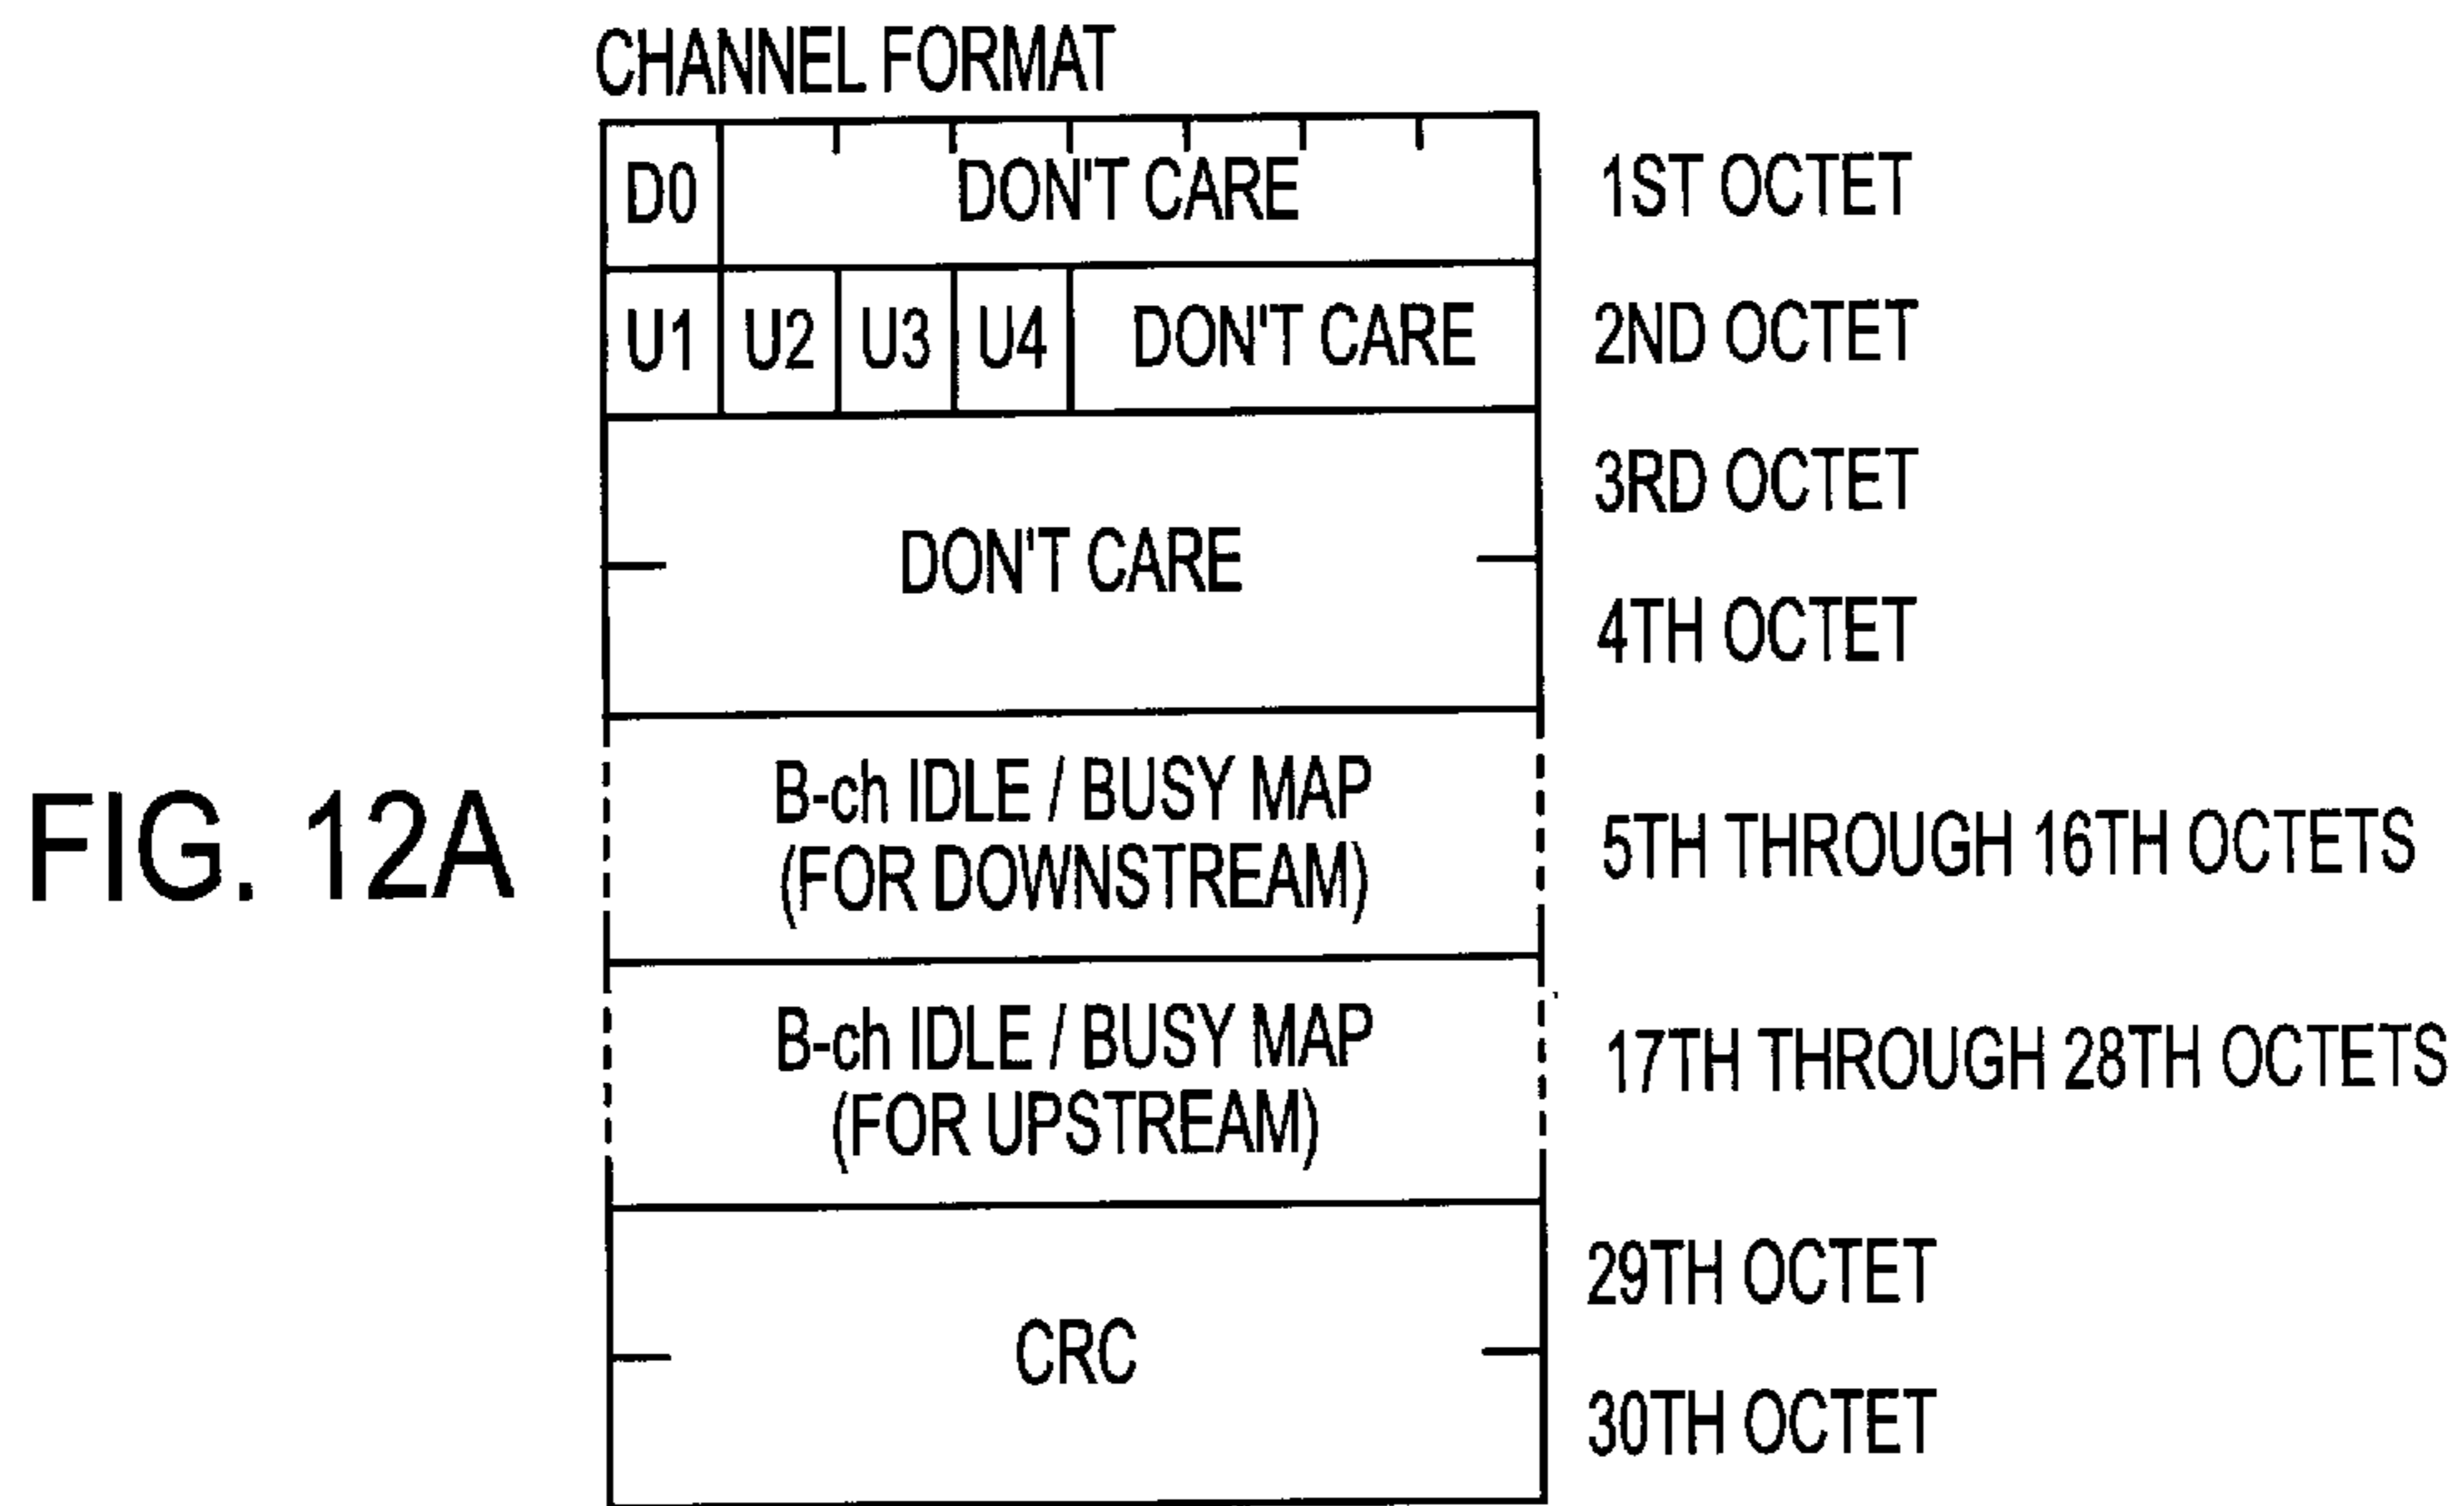 CHANNEL FORMAT
D0 DON'T CARE 1ST OCTET
U1 U2 U3 U4 DON'T CARE 2ND OCTET
3RD OCTET
DON'T CARE
4TH OCTET
B-ch IDLE / BUSY MAP
(FOR DOWNSTREAM)
5TH THROUGH 16TH OCTETS
FIG. 12A
B-ch IDLE / BUSY MAP
(FOR UPSTREAM)
17TH THROUGH 28TH OCTETS
29TH OCTET
CRC
30TH OCTET